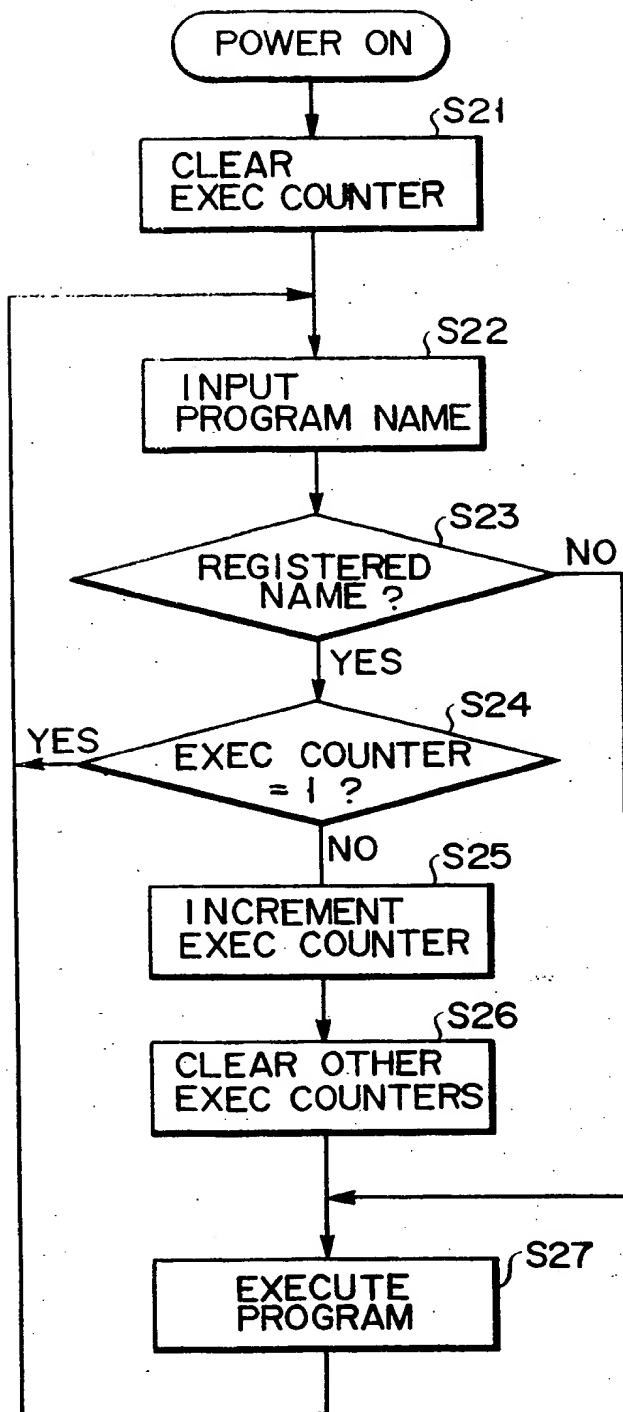 POWER ON
S21
CLEAR
EXEC COUNTER
S22
INPUT
PROGRAM NAME
S23
REGISTERED
NAME ?
NO
YES
S24
YES
EXEC COUNTER
= 1 ?
NO
S25
INCREMENT
EXEC COUNTER
S26
CLEAR OTHER
EXEC COUNTERS
S27
EXECUTE
PROGRAM